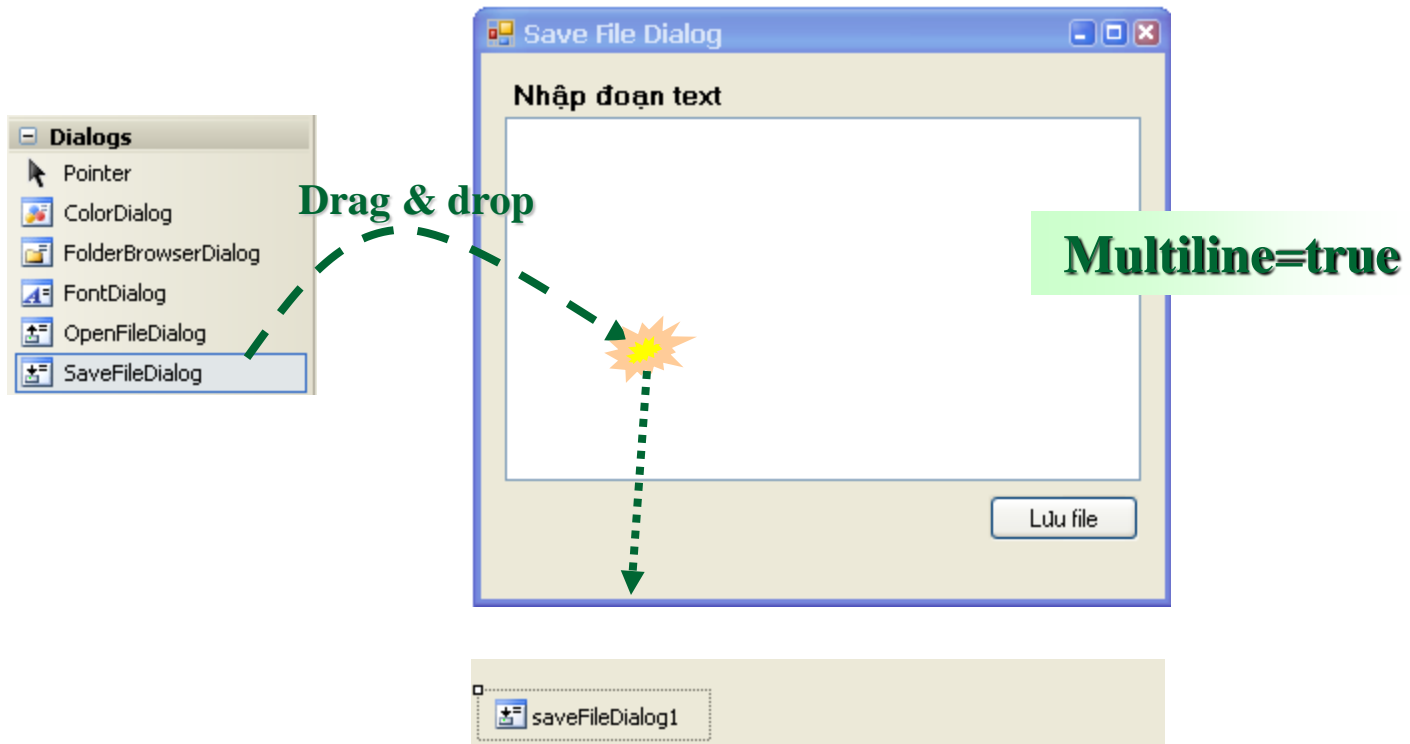 Save File Dialog
Nhập đoạn text
Dialogs
Pointer
ColorDialog
FolderBrowserDialog
FontDialog
OpenFileDialog
SaveFileDialog
Drag & drop
Multiline=true
Lưu file
saveFileDialog1